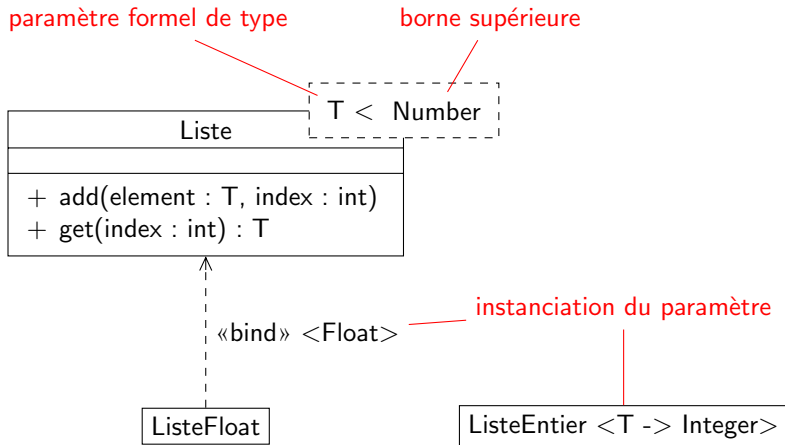 paramètre formel de type
borne supérieure
T < Number
Liste
+ add(element : T, index : int)
+ get(index : int) : T
instanciation du paramètre
«bind» <Float>
ListeFloat
ListeEntier <T -> Integer>